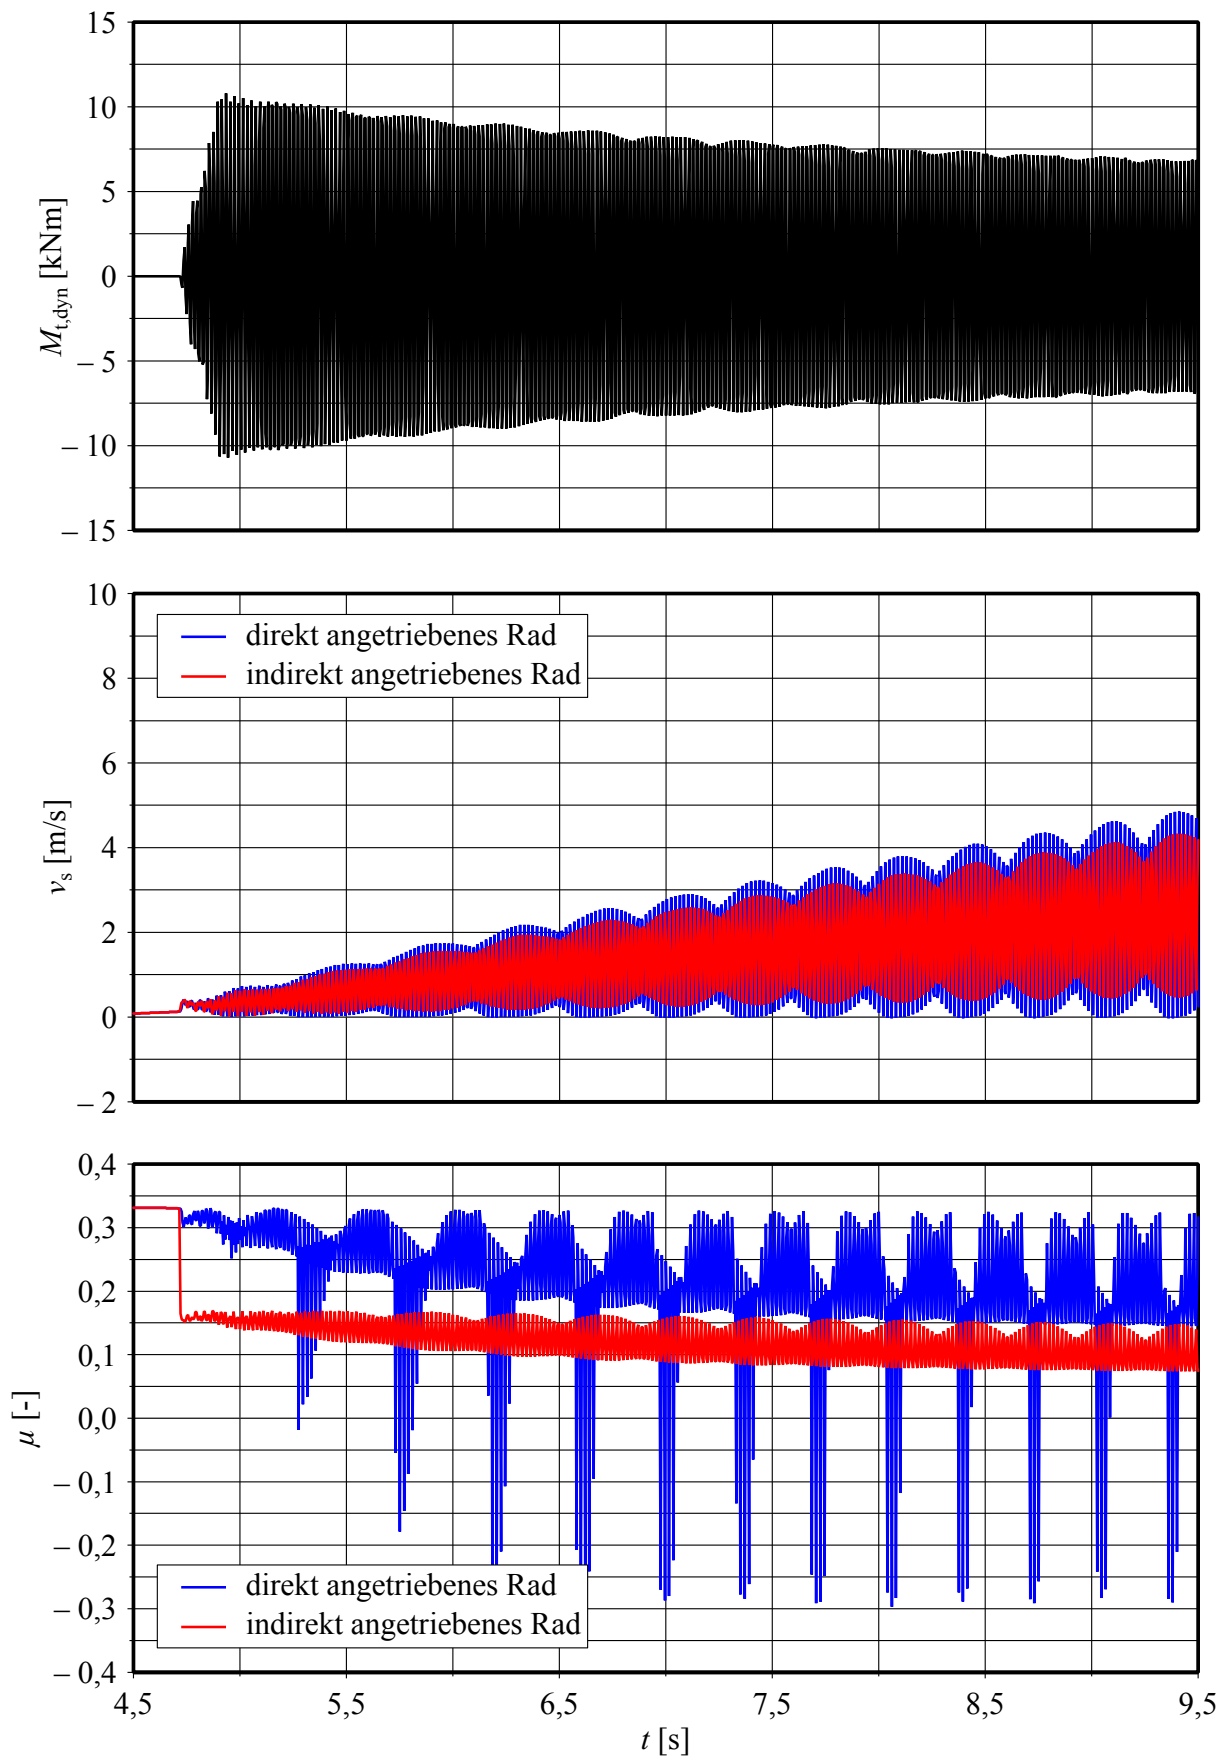 15
10
5
0
– 5
– 10
– 15
M t,dyn [kNm]
10
8
6
4
2
0
– 2
v s [m/s]
direkt angetriebenes Rad
indirekt angetriebenes Rad
0,4
0,3
0,2
0,1
0,0
– 0,1
– 0,2
– 0,3
– 0,4
μ [-]
direkt angetriebenes Rad
indirekt angetriebenes Rad
4,5 5,5 6,5 7,5 8,5 9,5
t [s]